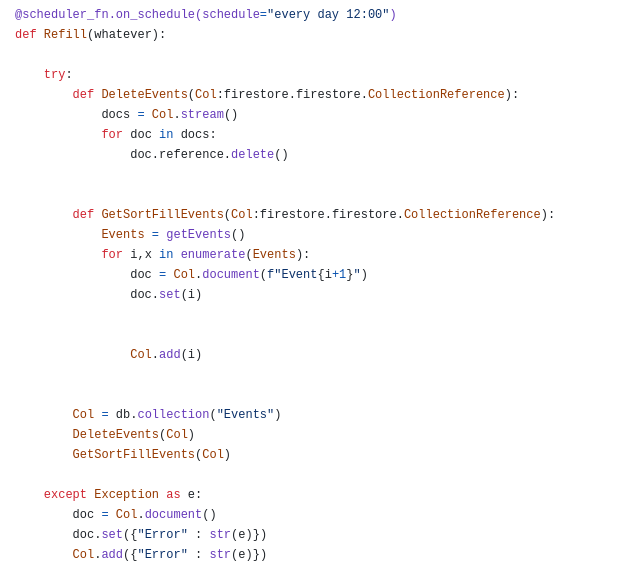 @scheduler_fn.on_schedule(schedule="every day 12:00")
def Refill(whatever):
    try:
        def DeleteEvents(Col:firestore.firestore.CollectionReference):
            docs = Col.stream()
            for doc in docs:
                doc.reference.delete()
        def GetSortFillEvents(Col:firestore.firestore.CollectionReference):
            Events = getEvents()
            for i,x in enumerate(Events):
                doc = Col.document(f"Event{i+1}")
                doc.set(i)
                Col.add(i)
        Col = db.collection("Events")
        DeleteEvents(Col)
        GetSortFillEvents(Col)
    except Exception as e:
        doc = Col.document()
        doc.set({"Error" : str(e)})
        Col.add({"Error" : str(e)})